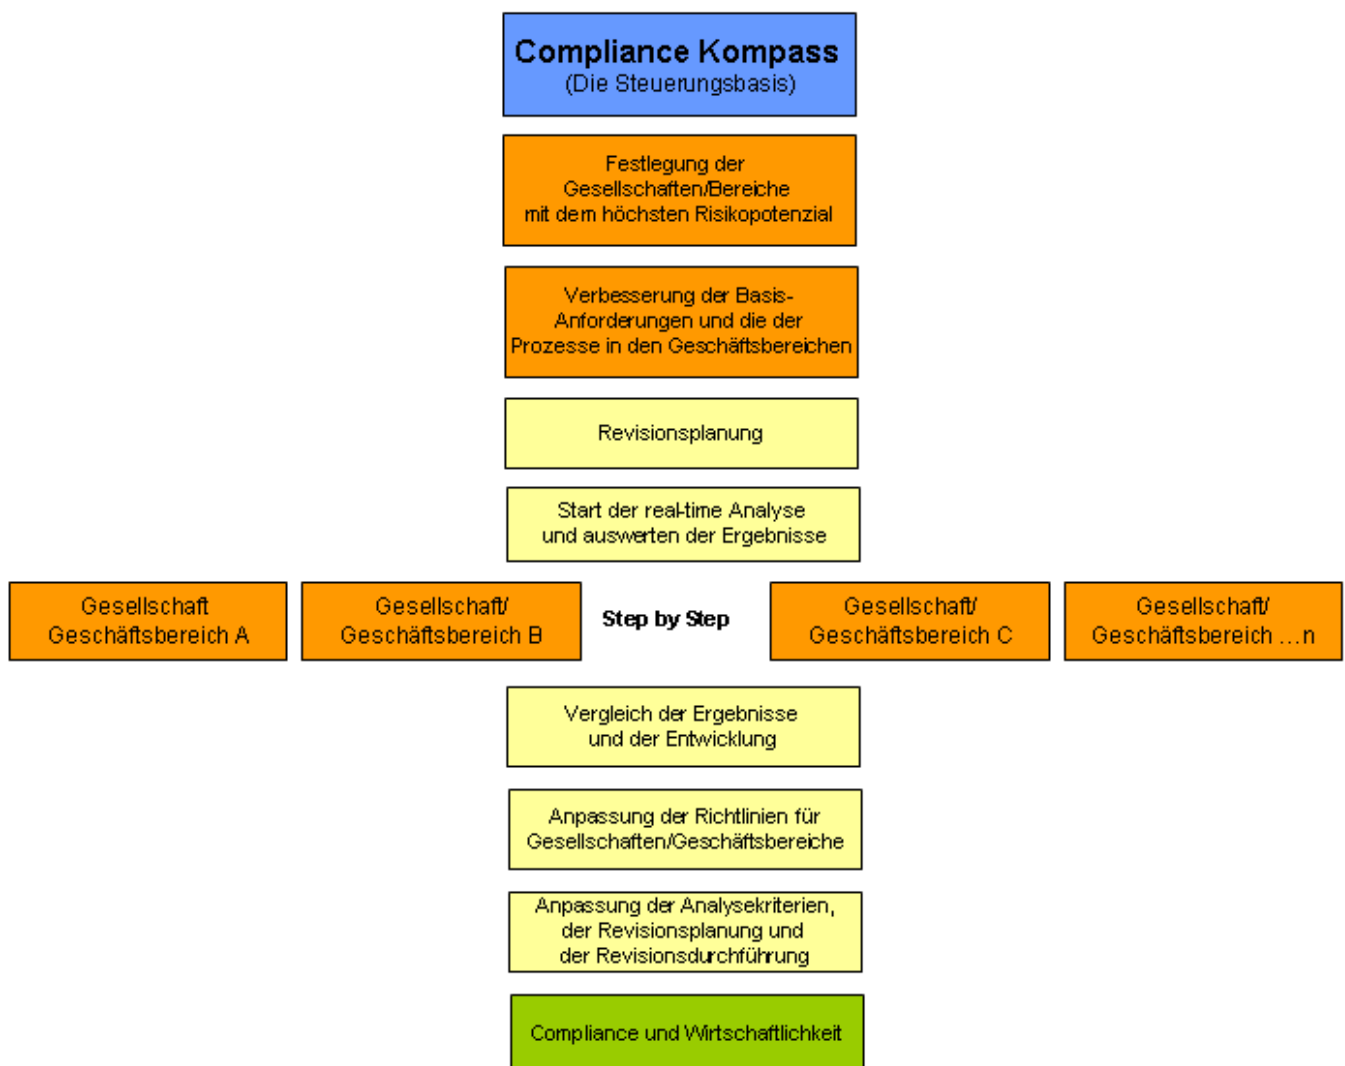 Compliance Kompass
(Die Steuerungsbasis)
Festlegung der
Gesellschaften/Bereiche
mit dem höchsten Risikopotenzial
Verbesserung der Basis-
Anforderungen und die der
Prozesse in den Geschäftsbereichen
Revisionsplanung
Start der real-time Analyse
und auswerten der Ergebnisse
Gesellschaft
Geschäftsbereich A
Gesellschaft/
Geschäftsbereich B
Step by Step
Gesellschaft/
Geschäftsbereich C
Gesellschaft/
Geschäftsbereich ...n
Vergleich der Ergebnisse
und der Entwicklung
Anpassung der Richtlinien für
Gesellschaften/Geschäftsbereiche
Anpassung der Analysekriterien,
der Revisionsplanung und
der Revisionsdurchführung
Compliance und Wirtschaftlichkeit